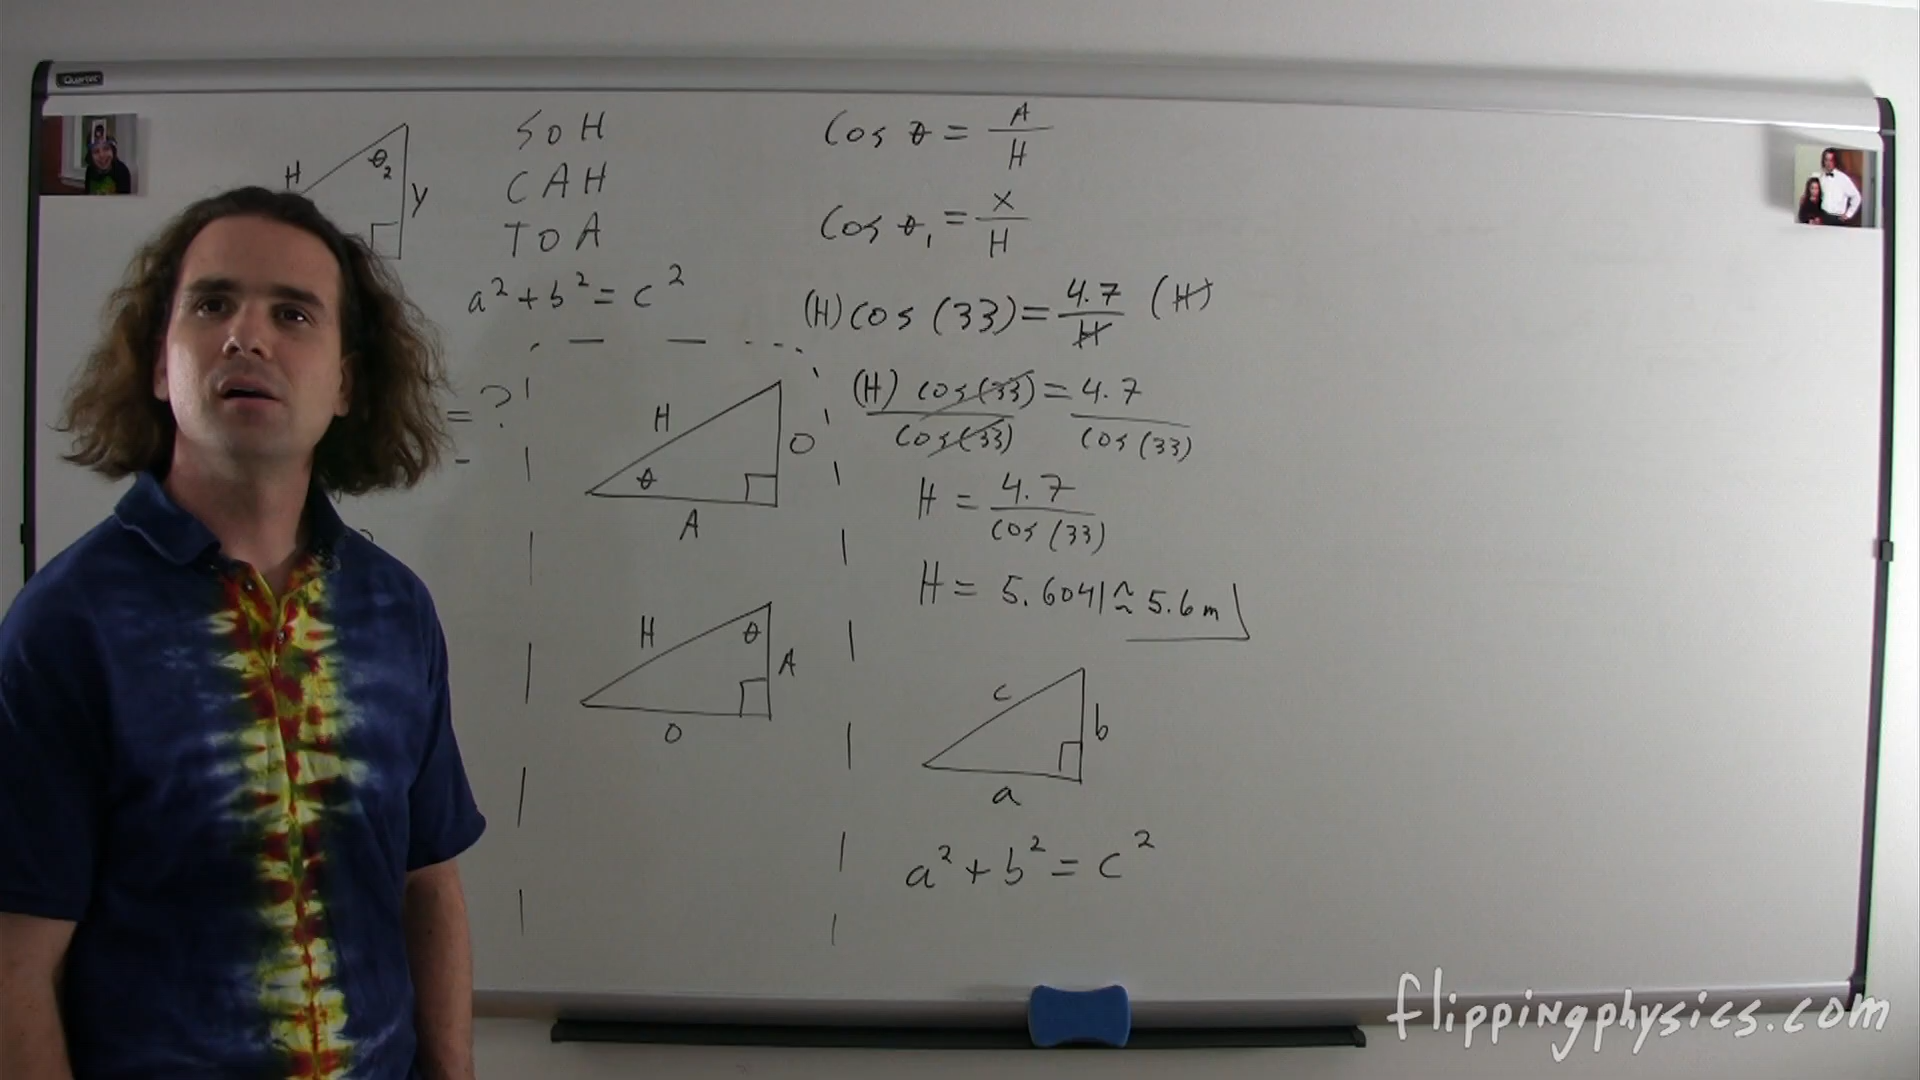 Quartet
H
θ₂
y
SOH
CAH
TOA
a² + b² = c²
= ?
H
O
θ
A
H
θ
A
O
Cos θ = A/H
Cos θ₁ = x/H
(H) Cos (33) = 4.7/H (H)
(H) cos(33)/cos(33) = 4.7/cos(33)
H = 4.7/cos(33)
H = 5.6041 ≈ 5.6 m
c
b
a
a² + b² = c²
flippingphysics.com